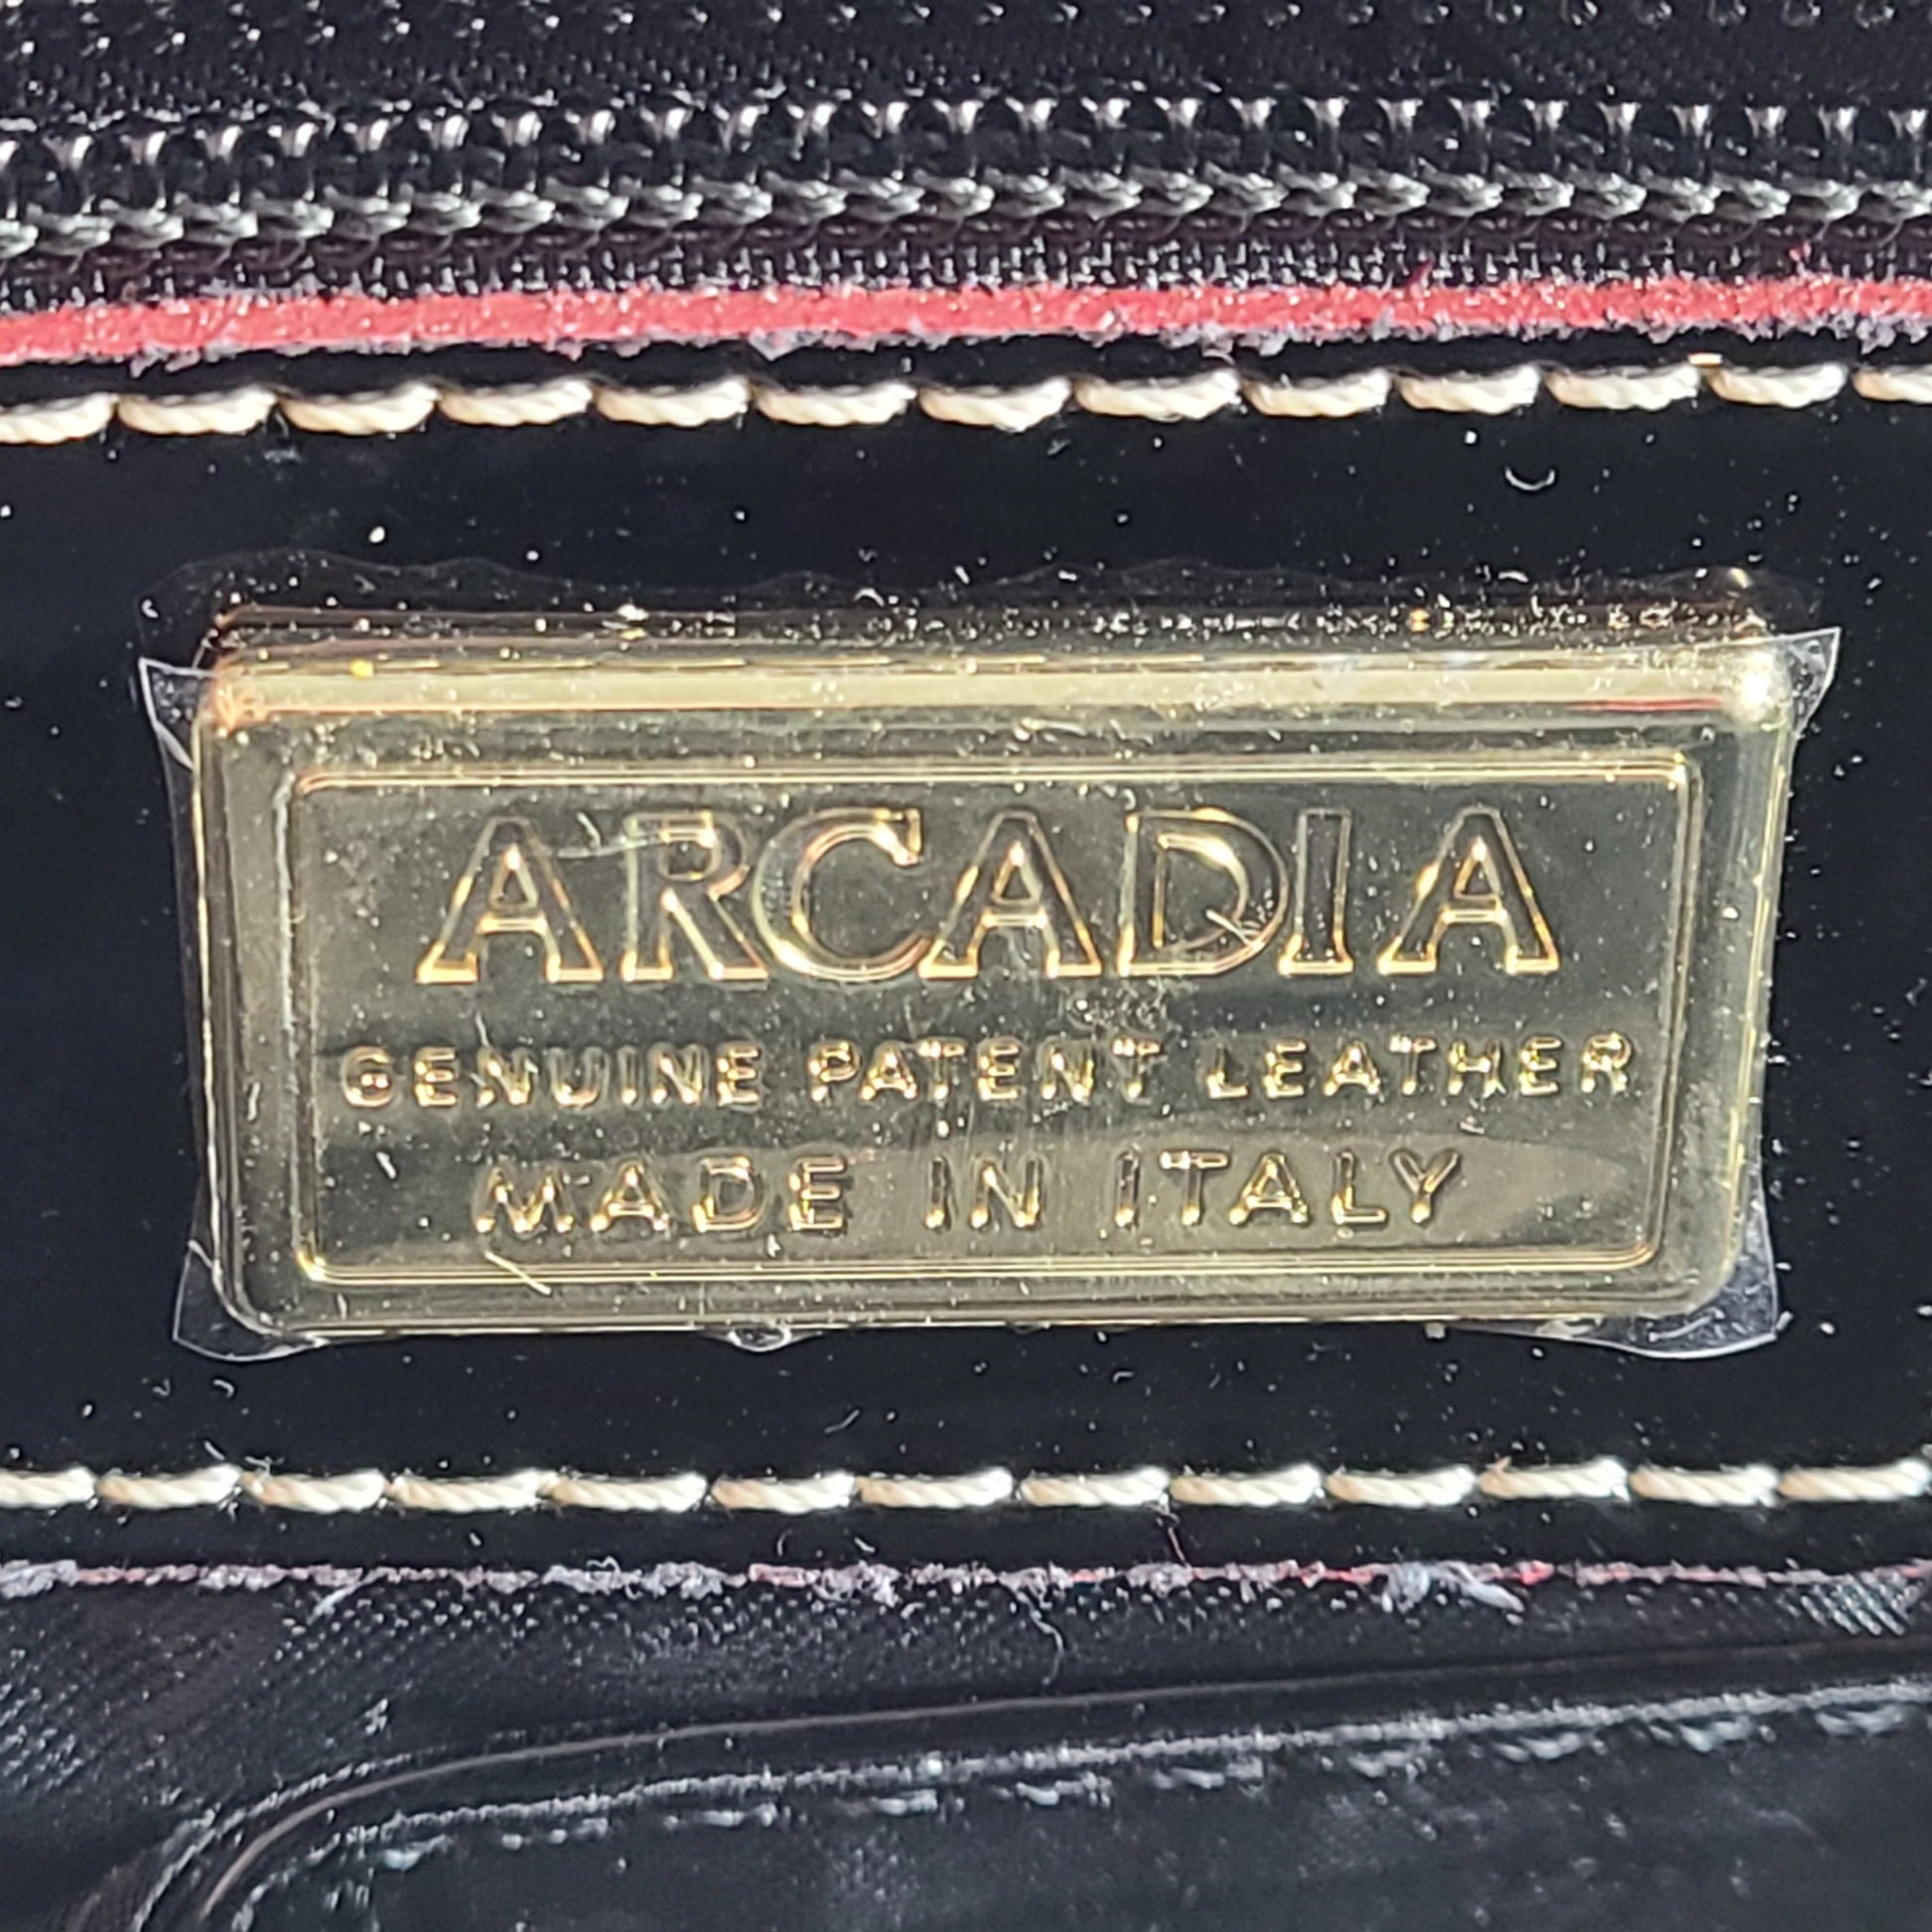 ARCADIA
GENUINE PATENT LEATHER
MADE IN ITALY